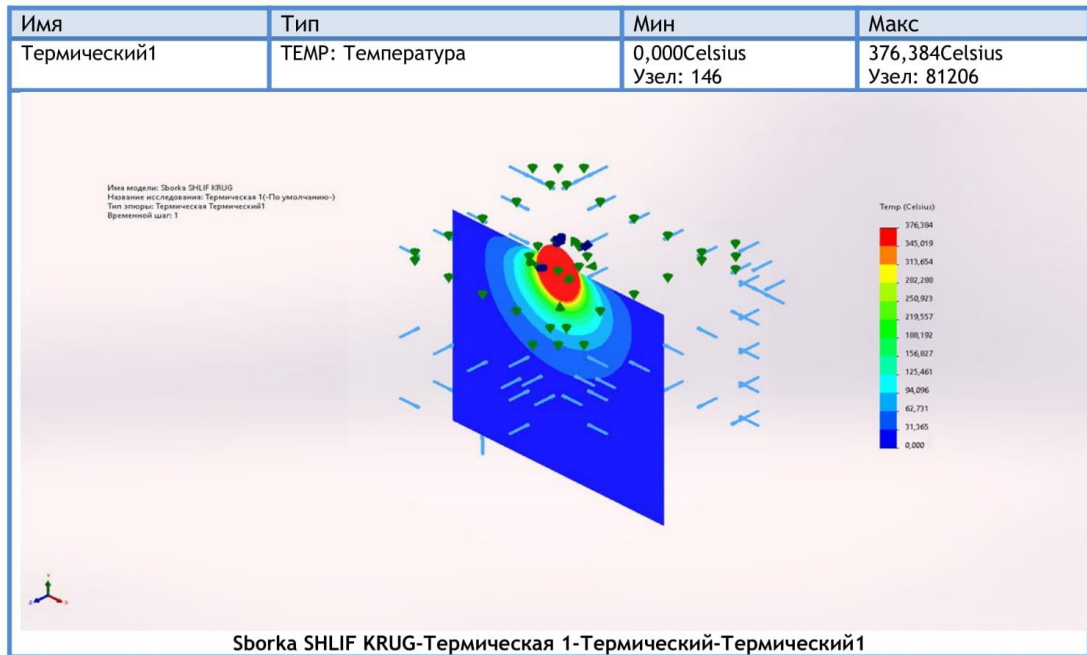 Имя Тип Мин Макс
Термический1 TEMP: Температура 0,000Celsius 376,384Celsius
Узел: 146 Узел: 81206
Имя модели: Sborka SHLIF KRUG
Название исследования: Термическая 1(-По умолчанию-)
Тип эпюры: Термическая Термический1
Временной шаг: 1
Temp (Celsius)
376,384
345,019
313,654
282,288
250,923
219,557
188,192
156,827
125,461
94,096
62,731
31,365
0,000
Y
Z
X
Sborka SHLIF KRUG-Термическая 1-Термический-Термический1